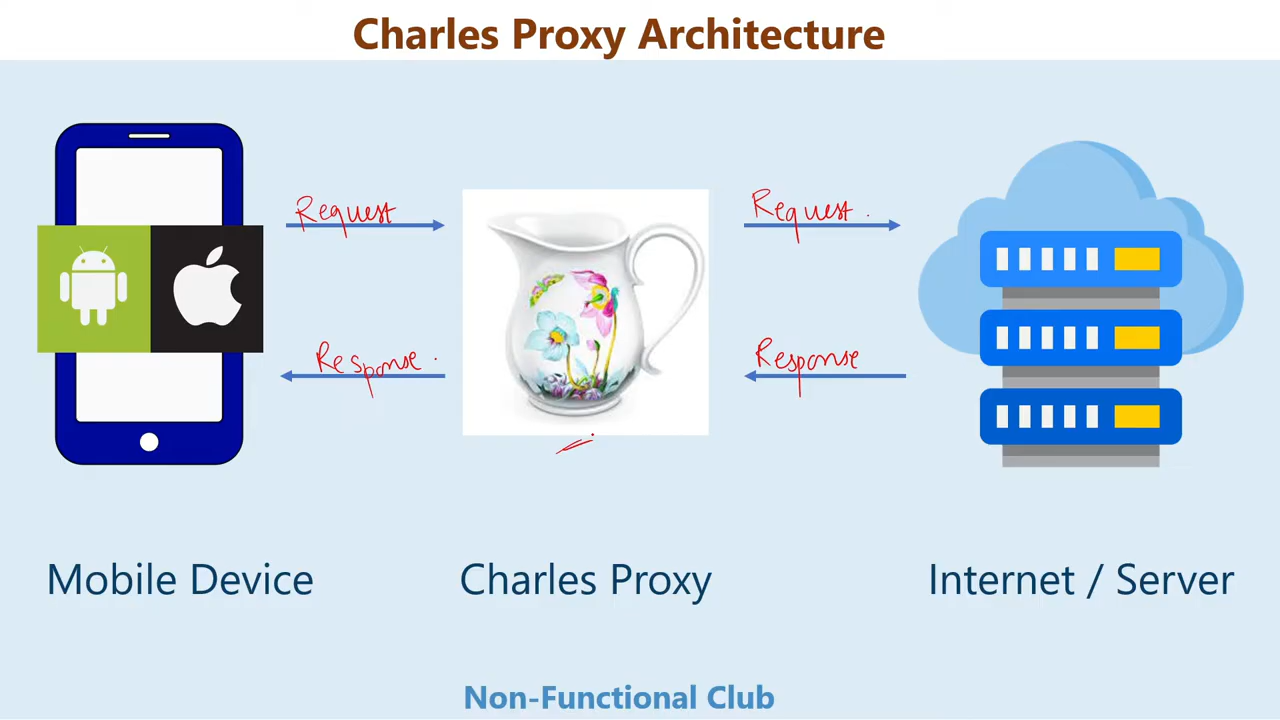 Charles Proxy Architecture
Request
Request.
Response.
Response
Mobile Device
Charles Proxy
Internet / Server
Non-Functional Club